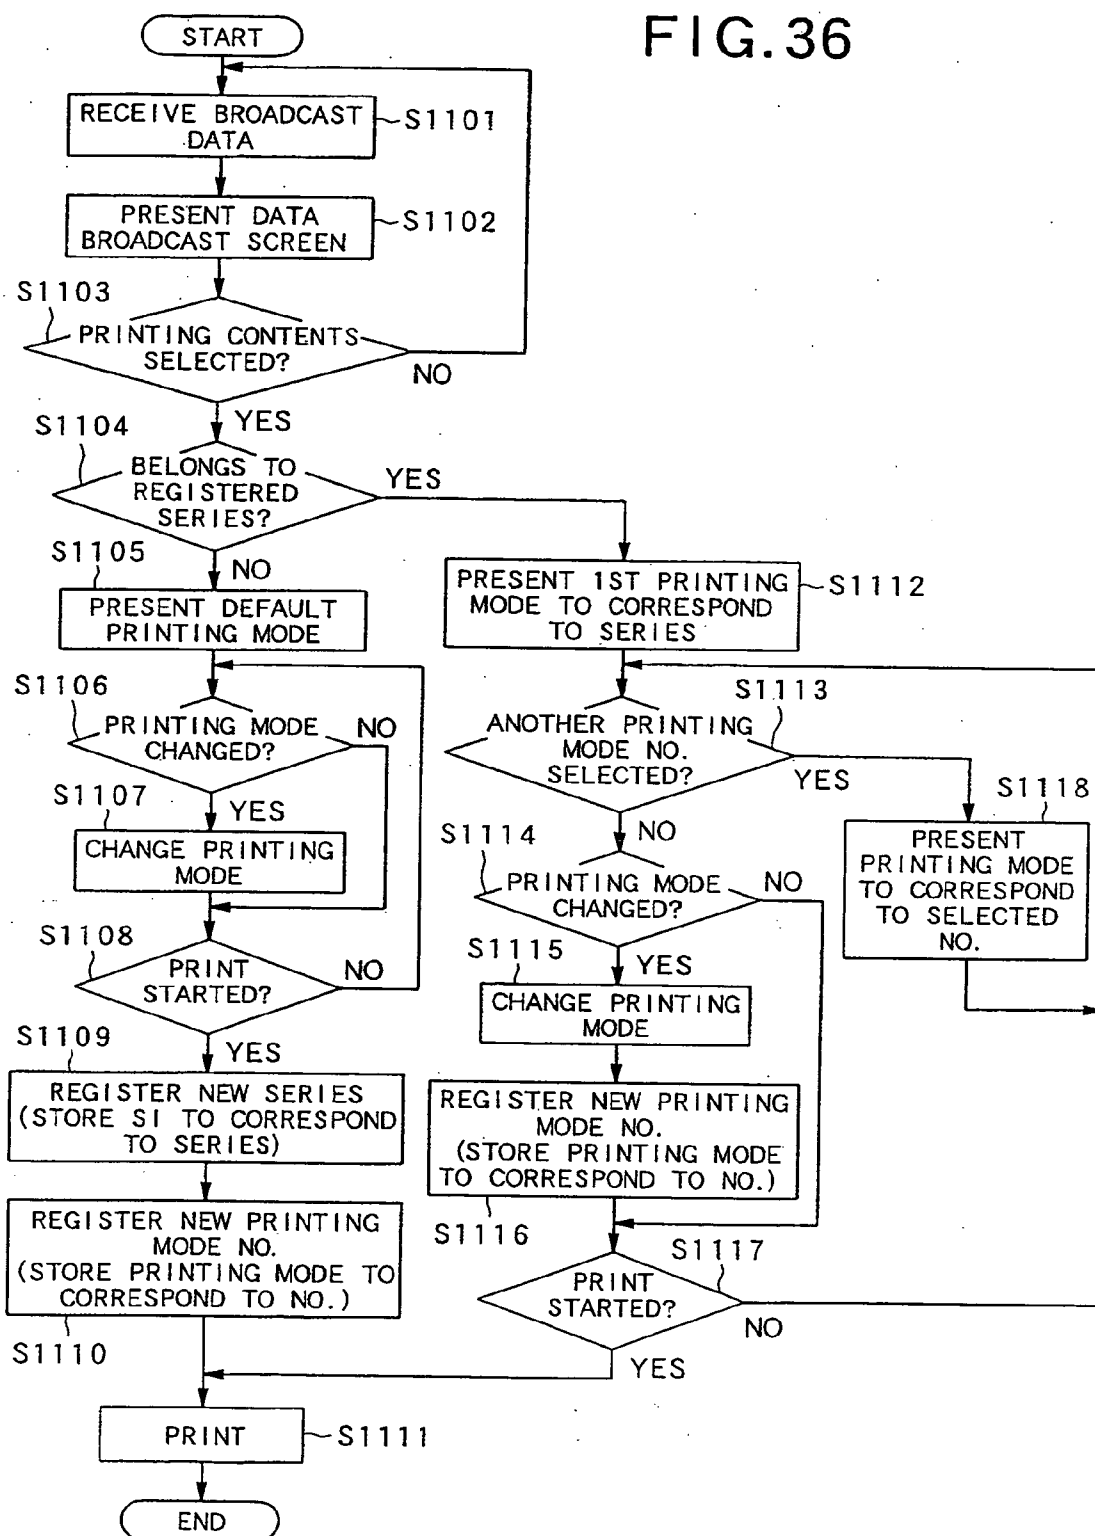 FIG. 36
START
RECEIVE BROADCAST
DATA
S1101
PRESENT DATA
BROADCAST SCREEN
S1102
S1103
PRINTING CONTENTS
SELECTED?
NO
YES
S1104
BELONGS TO
REGISTERED
SERIES?
YES
NO
S1105
PRESENT DEFAULT
PRINTING MODE
S1106
PRINTING MODE
CHANGED?
NO
YES
S1107
CHANGE PRINTING
MODE
S1108
PRINT
STARTED?
NO
YES
S1109
REGISTER NEW SERIES
(STORE SI TO CORRESPOND
TO SERIES)
REGISTER NEW PRINTING
MODE NO.
(STORE PRINTING MODE TO
CORRESPOND TO NO.)
S1110
PRINT
S1111
END
PRESENT 1ST PRINTING
MODE TO CORRESPOND
TO SERIES
S1112
S1113
ANOTHER PRINTING
MODE NO.
SELECTED?
YES
NO
S1118
PRESENT
PRINTING MODE
TO CORRESPOND
TO SELECTED
NO.
S1114
PRINTING MODE
CHANGED?
NO
YES
S1115
CHANGE PRINTING
MODE
REGISTER NEW PRINTING
MODE NO.
(STORE PRINTING MODE
TO CORRESPOND TO NO.)
S1116
S1117
PRINT
STARTED?
NO
YES